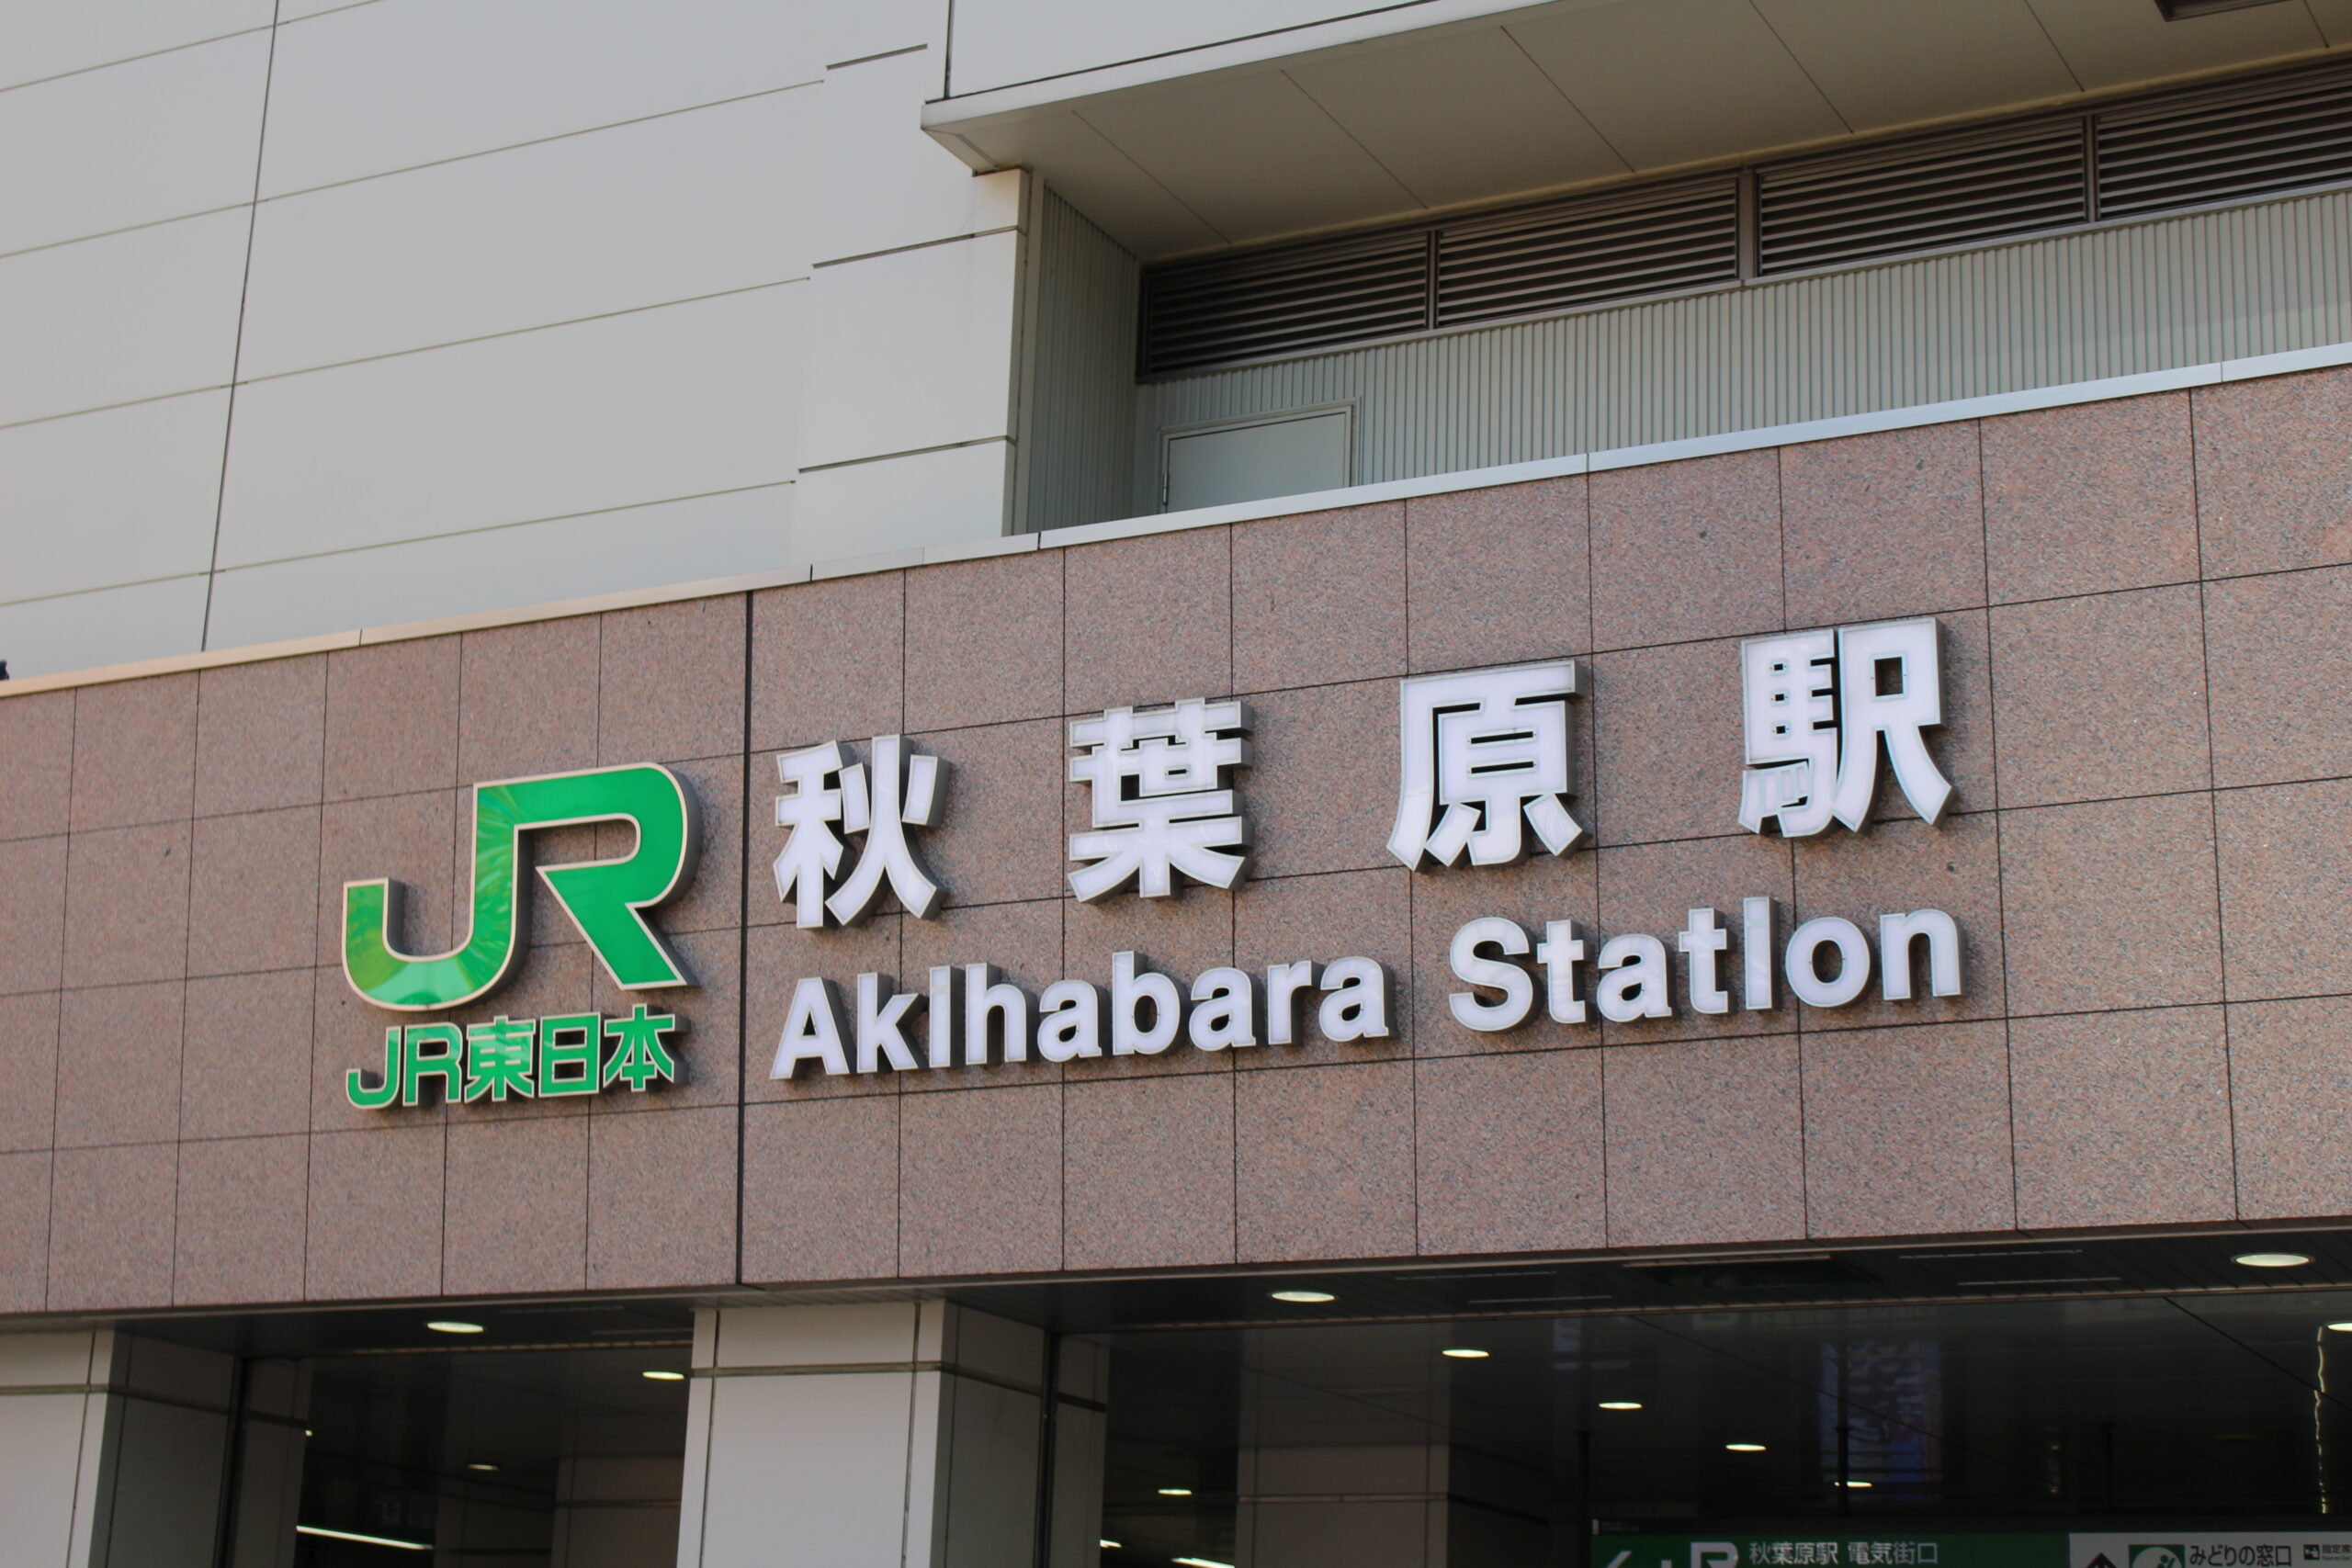 JR
JR東日本
秋葉原駅
Akihabara Station
JR 秋葉原駅 電気街口
みどりの窓口